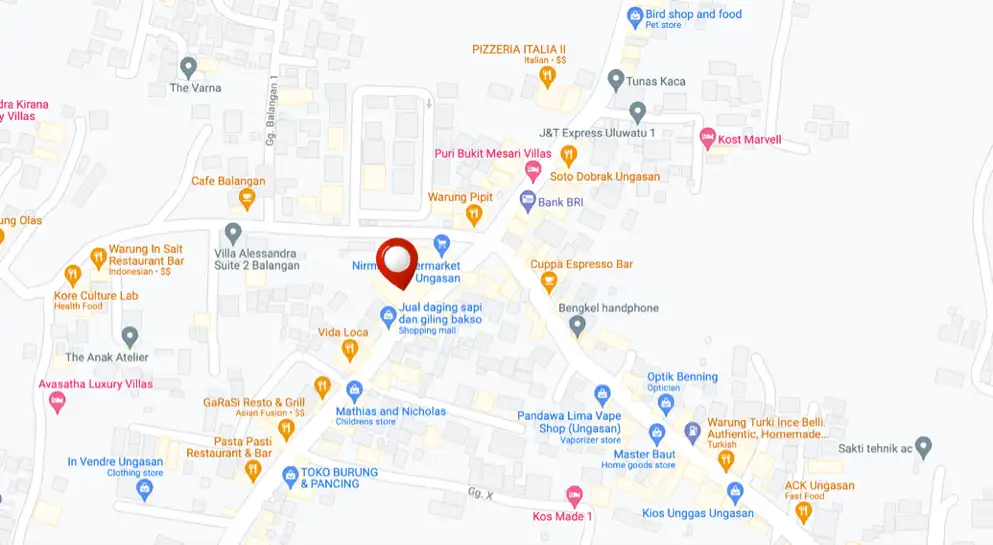 Bird shop and food
Pet store
PIZZERIA ITALIA II
Italian • $$
Tunas Kaca
The Varna
dra Kirana
y Villas
Gg. Balangan 1
J&T Express Uluwatu 1
Kost Marvell
Puri Bukit Mesari Villas
Soto Dobrak Ungasan
Cafe Balangan
Warung Pipit
Bank BRI
ung Olas
Warung In Salt
Restaurant Bar
Indonesian • $$
Villa Alessandra
Suite 2 Balangan
Nirm
ermarket
Ungasan
Cuppa Espresso Bar
Kore Culture Lab
Health Food
Jual daging sapi
dan giling bakso
Shopping mall
Bengkel handphone
Vida Loca
The Anak Atelier
Avasatha Luxury Villas
Optik Benning
Optician
GaRaSi Resto & Grill
Asian Fusion • $$
Mathias and Nicholas
Childrens store
Pandawa Lima Vape
Shop (Ungasan)
Vaporizer store
Warung Turki Ince Belli.
Authentic, Homemade...
Turkish
Pasta Pasti
Restaurant & Bar
Master Baut
Home goods store
Sakti tehnik ac
In Vendre Ungasan
Clothing store
TOKO BURUNG
& PANCING
Gg. X
ACK Ungasan
Fast Food
Kos Made 1
Kios Unggas Ungasan